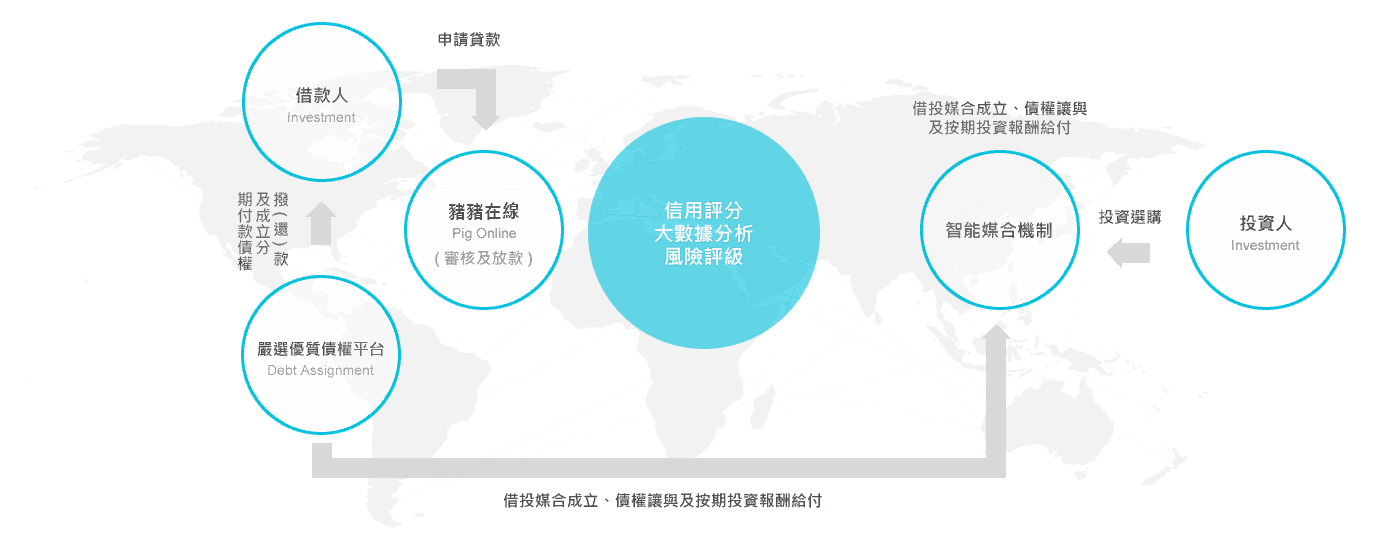 申請貸款
借款人
Investment
撥(還)款
及成立分
期付款債權
豬豬在線
Pig Online
( 審核及放款 )
嚴選優質債權平台
Debt Assignment
信用評分
大數據分析
風險評級
借投媒合成立、債權讓與
及按期投資報酬給付
智能媒合機制
投資選購
投資人
Investment
借投媒合成立、債權讓與及按期投資報酬給付